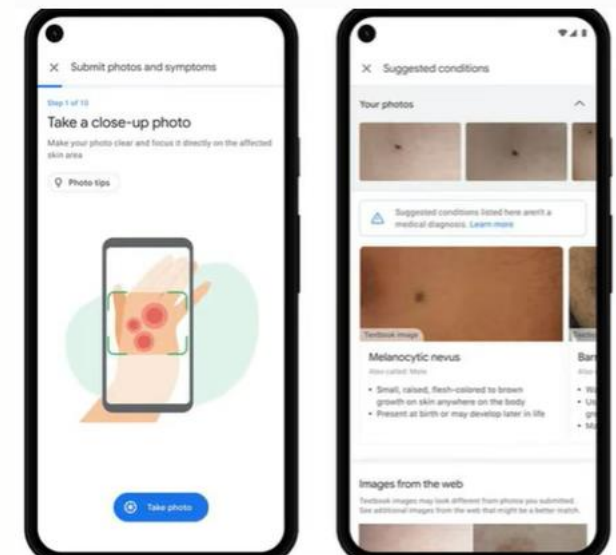 Submit photos and symptoms
Step 1 of 10
Take a close-up photo
Make your photo clear and focus it directly on the affected
skin area
Photo tips
Take photo
Suggested conditions
Your photos
Suggested conditions listed here aren't a
medical diagnosis. Learn more
Textbook image
Melanocytic nevus
Also called: Mole
• Small, raised, flesh-colored to brown
growth on skin anywhere on the body
• Present at birth or may develop later in life
Images from the web
Textbook images may look different from photos you submitted.
See additional images from the web that might be a better match.